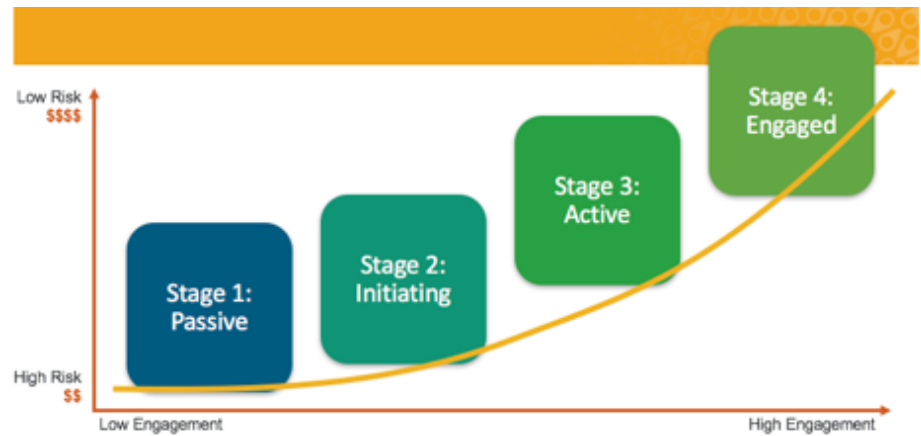 Low Risk
$$$$
Stage 4:
Engaged
Stage 3:
Active
Stage 2:
Initiating
Stage 1:
Passive
High Risk
$$
Low Engagement
High Engagement